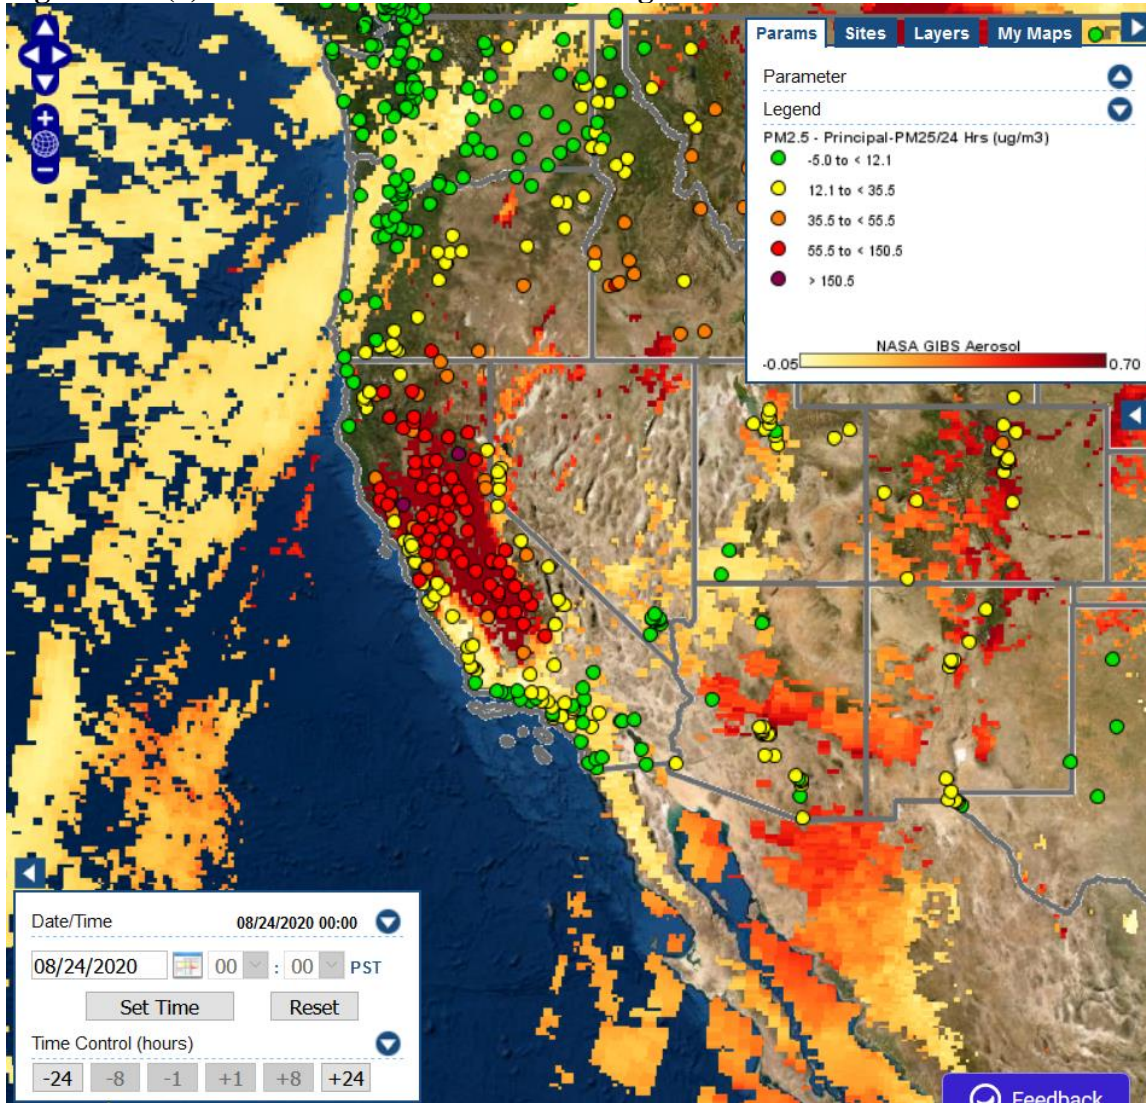 Params Sites Layers My Maps
Parameter
Legend
PM2.5 - Principal-PM25/24 Hrs (ug/m3)
-5.0 to < 12.1
12.1 to < 35.5
35.5 to < 55.5
55.5 to < 150.5
> 150.5
NASA GIBS Aerosol
-0.05 0.70
Date/Time 08/24/2020 00:00
08/24/2020 00 : 00 PST
Set Time Reset
Time Control (hours)
-24 -8 -1 +1 +8 +24
Feedback